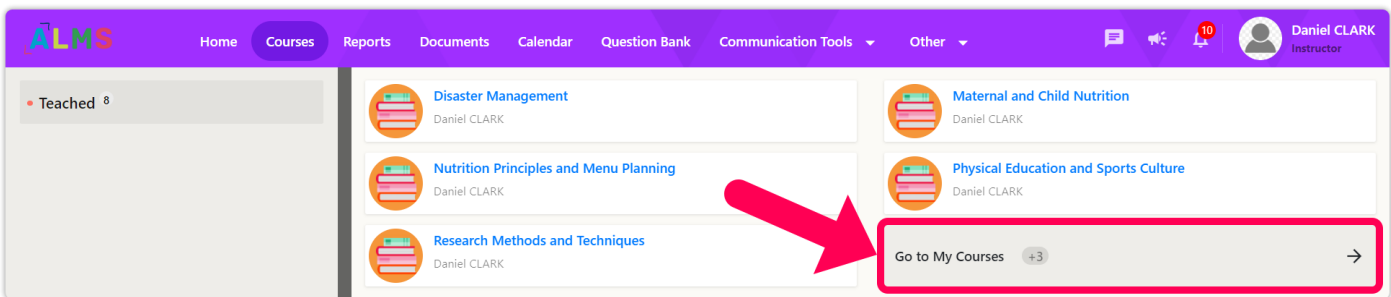 ALMS
Home Courses Reports Documents Calendar Question Bank Communication Tools Other 10 Daniel CLARK
Instructor
Teached 8
Disaster Management
Daniel CLARK
Maternal and Child Nutrition
Daniel CLARK
Nutrition Principles and Menu Planning
Daniel CLARK
Physical Education and Sports Culture
Daniel CLARK
Research Methods and Techniques
Daniel CLARK
Go to My Courses +3